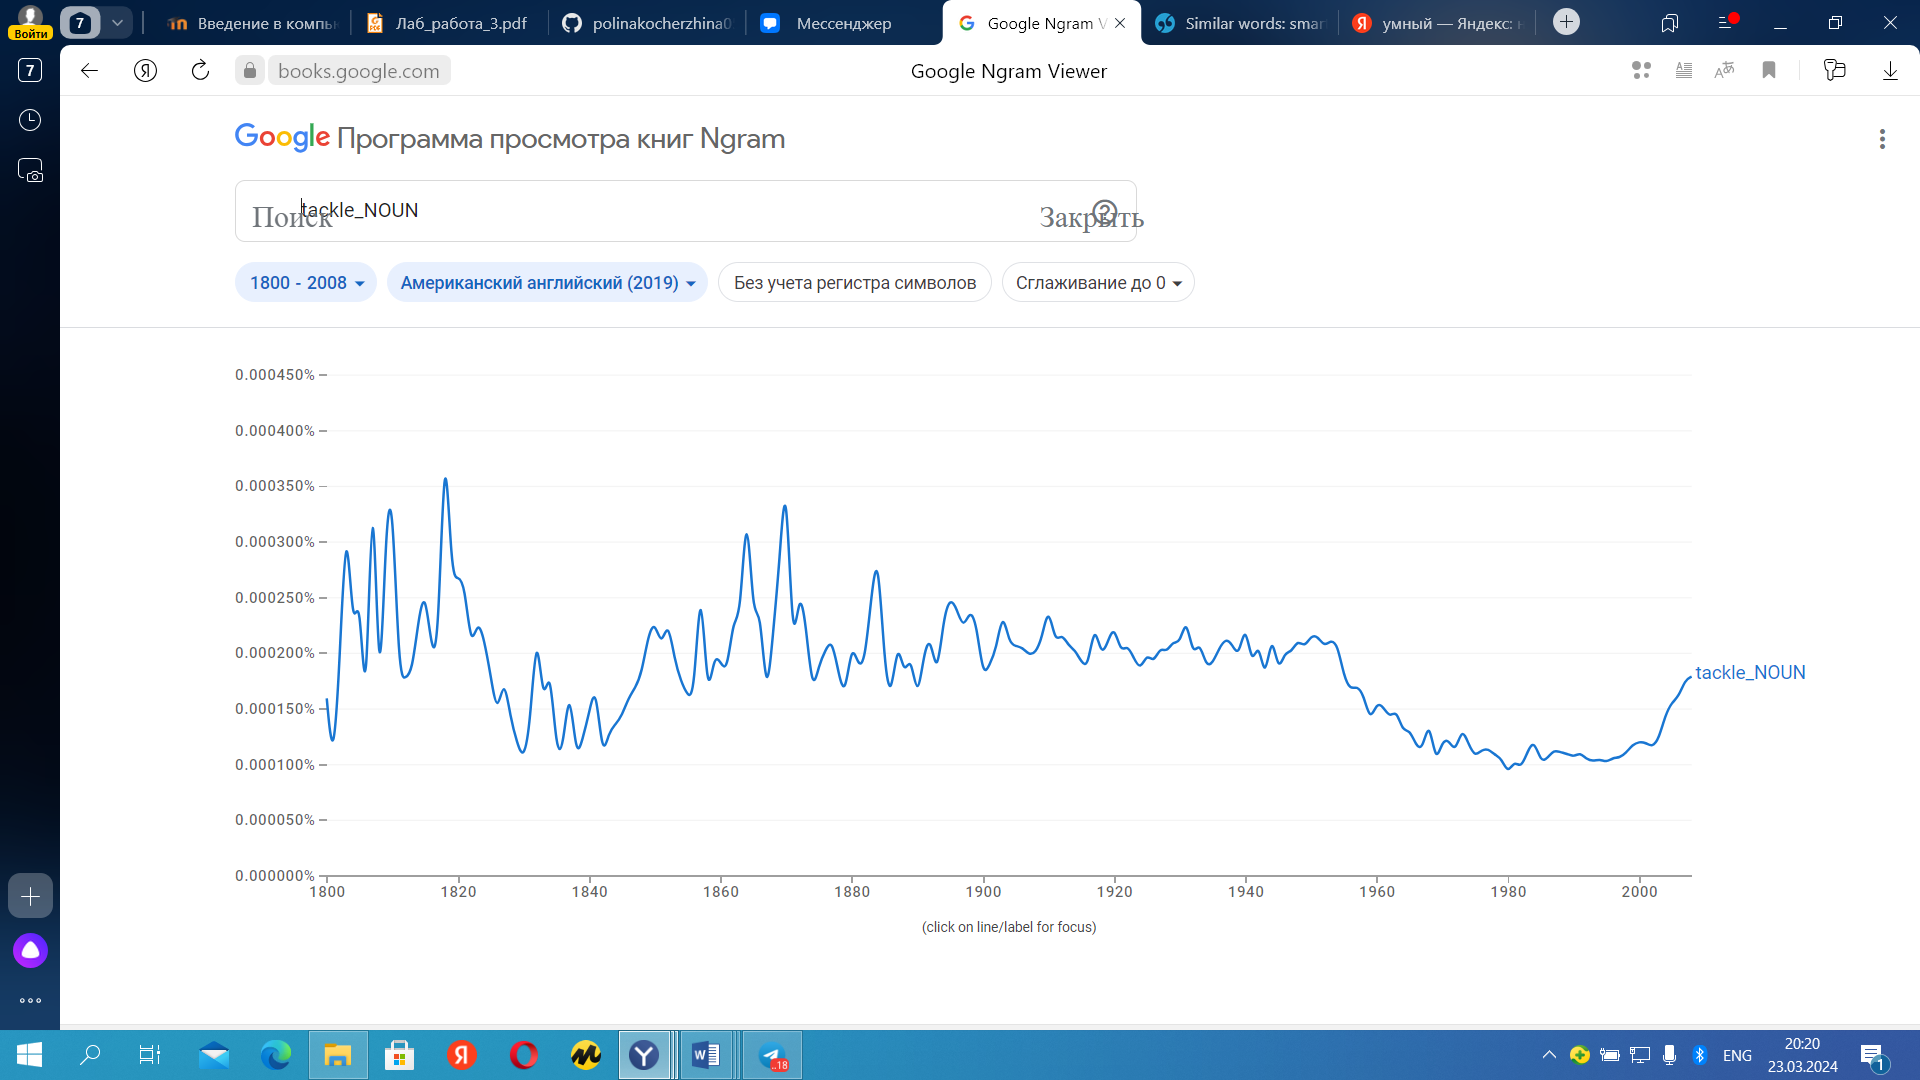 Войти
7
Введение в компь
Лаб_работа_3.pdf
polinakocherzhina0
Мессенджер
Google Ngram V
Similar words: smar
умный — Яндекс: н
7
books.google.com
Google Ngram Viewer
Google Программа просмотра книг Ngram
Поиск
tackle_NOUN
Закрыть
1800 - 2008
Американский английский (2019)
Без учета регистра символов
Сглаживание до 0
0.000450%
0.000400%
0.000350%
0.000300%
0.000250%
0.000200%
0.000150%
0.000100%
0.000050%
0.000000%
tackle_NOUN
1800 1820 1840 1860 1880 1900 1920 1940 1960 1980 2000
(click on line/label for focus)
..18
ENG
20:20
23.03.2024
1